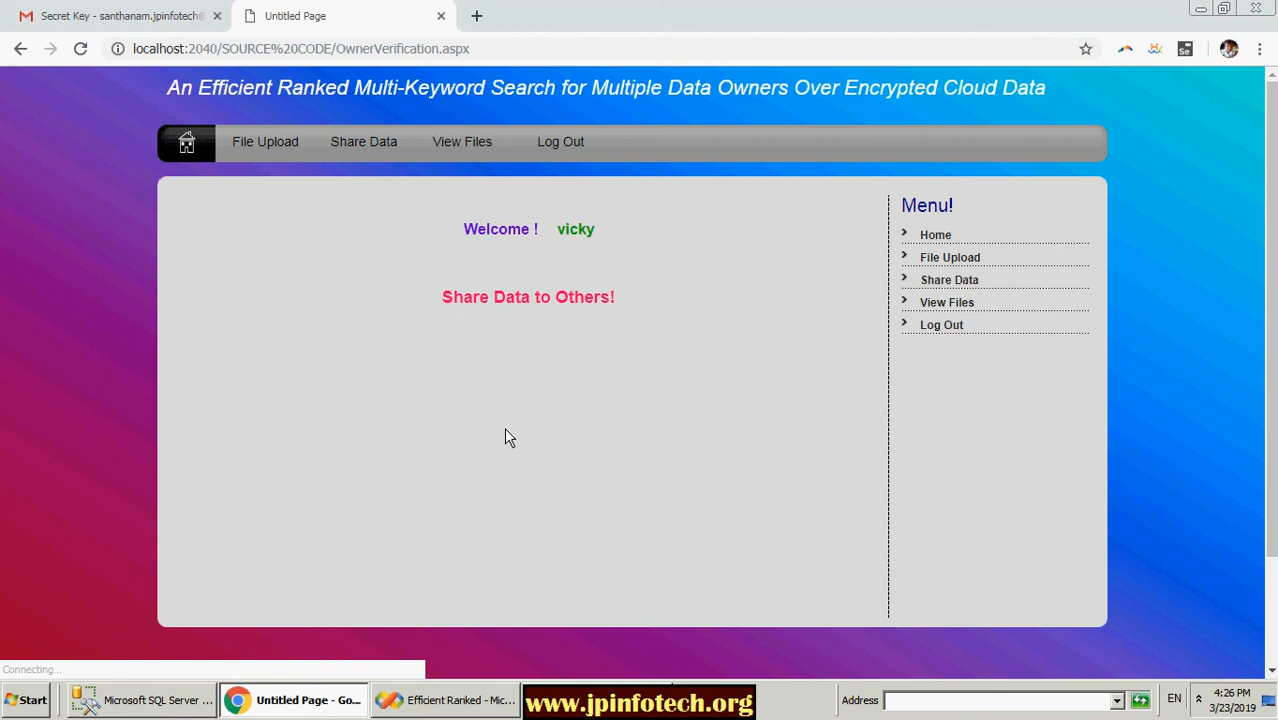 Secret Key - santhanam.jpinfotech@
Untitled Page
localhost:2040/SOURCE%20CODE/OwnerVerification.aspx
Se
An Efficient Ranked Multi-Keyword Search for Multiple Data Owners Over Encrypted Cloud Data
File Upload Share Data View Files Log Out
Welcome ! vicky
Share Data to Others!
Menu!
Home
File Upload
Share Data
View Files
Log Out
Connecting...
Start Microsoft SQL Server ... Untitled Page - Go... Efficient Ranked - Mic... www.jpinfotech.org Address EN 4:26 PM
3/23/2019